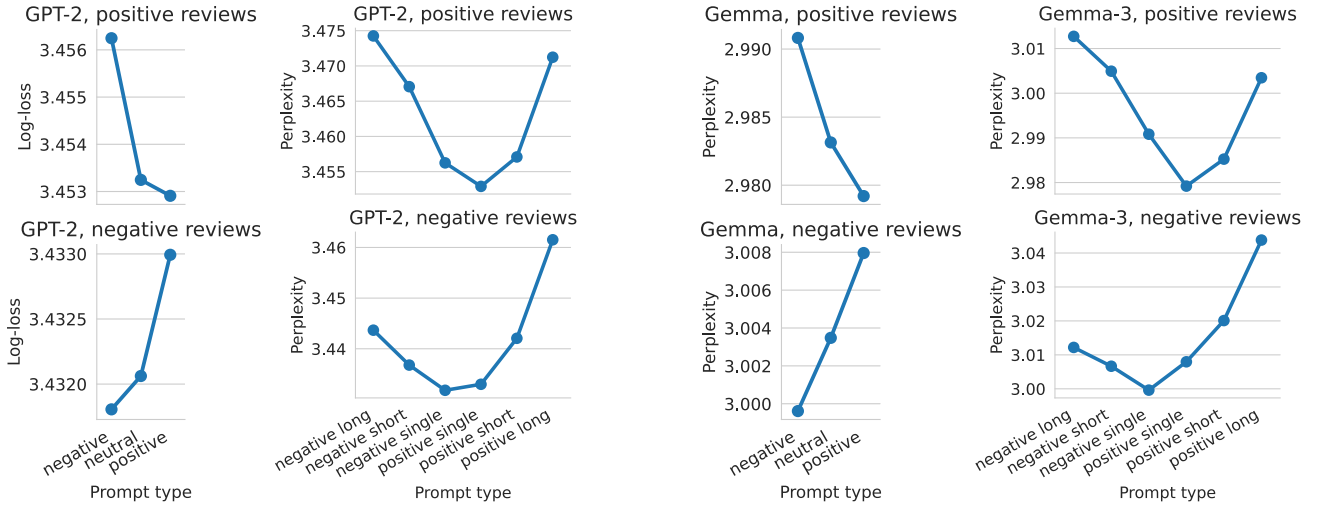 GPT-2, positive reviews
3.456
3.455
3.454
3.453
Log-loss
GPT-2, positive reviews
3.475
3.470
3.465
3.460
3.455
Perplexity
Gemma, positive reviews
2.990
2.985
2.980
Perplexity
Gemma-3, positive reviews
3.01
3.00
2.99
2.98
Perplexity
GPT-2, negative reviews
3.4330
3.4325
3.4320
Log-loss
negative
neutral
positive
Prompt type
GPT-2, negative reviews
3.46
3.45
3.44
Perplexity
negative long
negative short
negative single
positive single
positive short
positive long
Prompt type
Gemma, negative reviews
3.008
3.006
3.004
3.002
3.000
Perplexity
negative
neutral
positive
Prompt type
Gemma-3, negative reviews
3.04
3.03
3.02
3.01
3.00
Perplexity
negative long
negative short
negative single
positive single
positive short
positive long
Prompt type